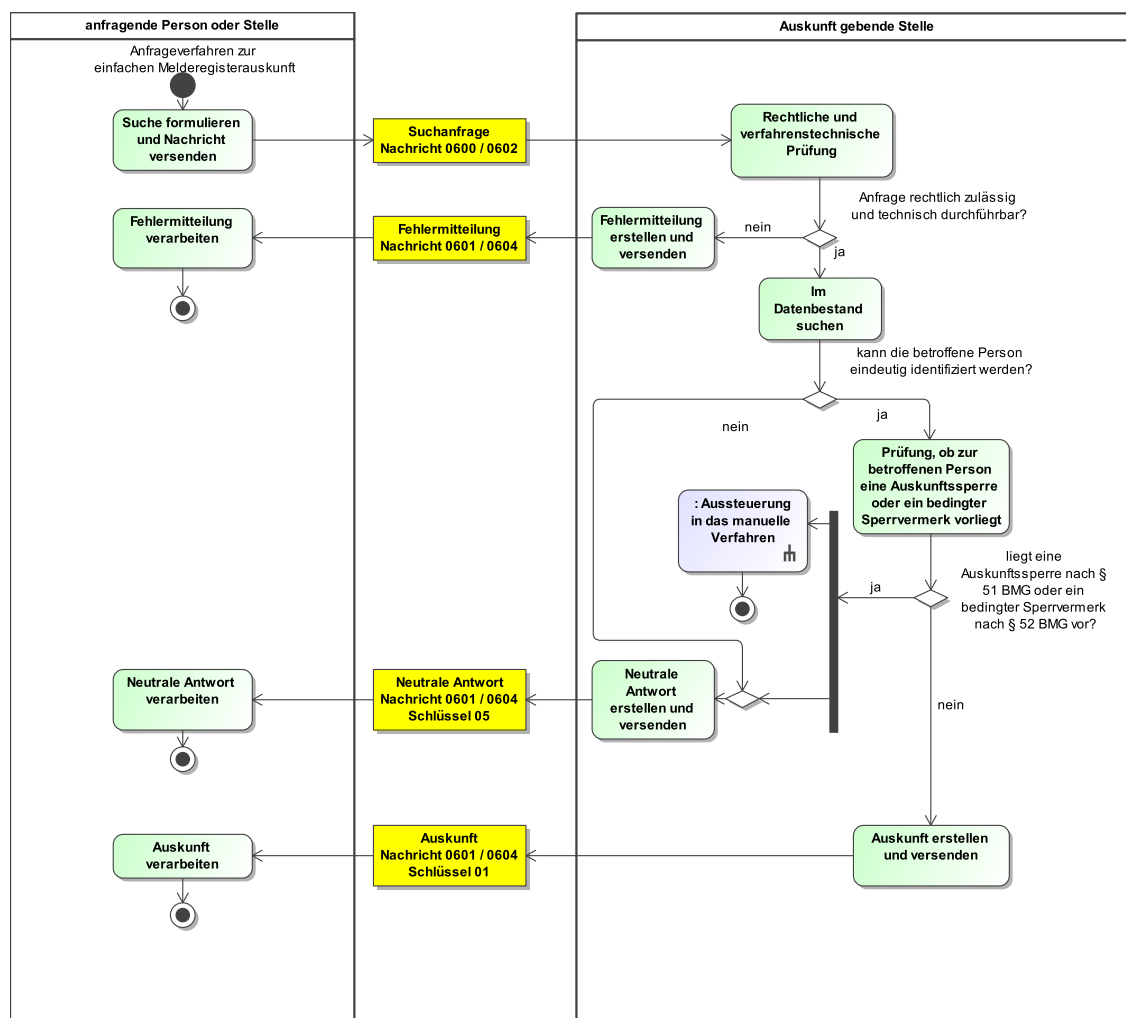 anfragende Person oder Stelle
Auskunft gebende Stelle
Anfrageverfahren zur
einfachen Melderegisterauskunft
Suche formulieren
und Nachricht
versenden
Suchanfrage
Nachricht 0600 / 0602
Rechtliche und
verfahrenstechnische
Prüfung
Anfrage rechtlich zulässig
und technisch durchführbar?
Fehlermitteilung
verarbeiten
Fehlermitteilung
Nachricht 0601 / 0604
Fehlermitteilung
erstellen und
versenden
nein
ja
Im
Datenbestand
suchen
kann die betroffene Person
eindeutig identifiziert werden?
nein
ja
Prüfung, ob zur
betroffenen Person
eine Auskunftssperre
oder ein bedingter
Sperrvermerk vorliegt
: Aussteuerung
in das manuelle
Verfahren
liegt eine
Auskunftssperre nach §
51 BMG oder ein
bedingter Sperrvermerk
nach § 52 BMG vor?
ja
nein
Neutrale Antwort
verarbeiten
Neutrale Antwort
Nachricht 0601 / 0604
Schlüssel 05
Neutrale
Antwort
erstellen und
versenden
Auskunft
verarbeiten
Auskunft
Nachricht 0601 / 0604
Schlüssel 01
Auskunft erstellen
und versenden